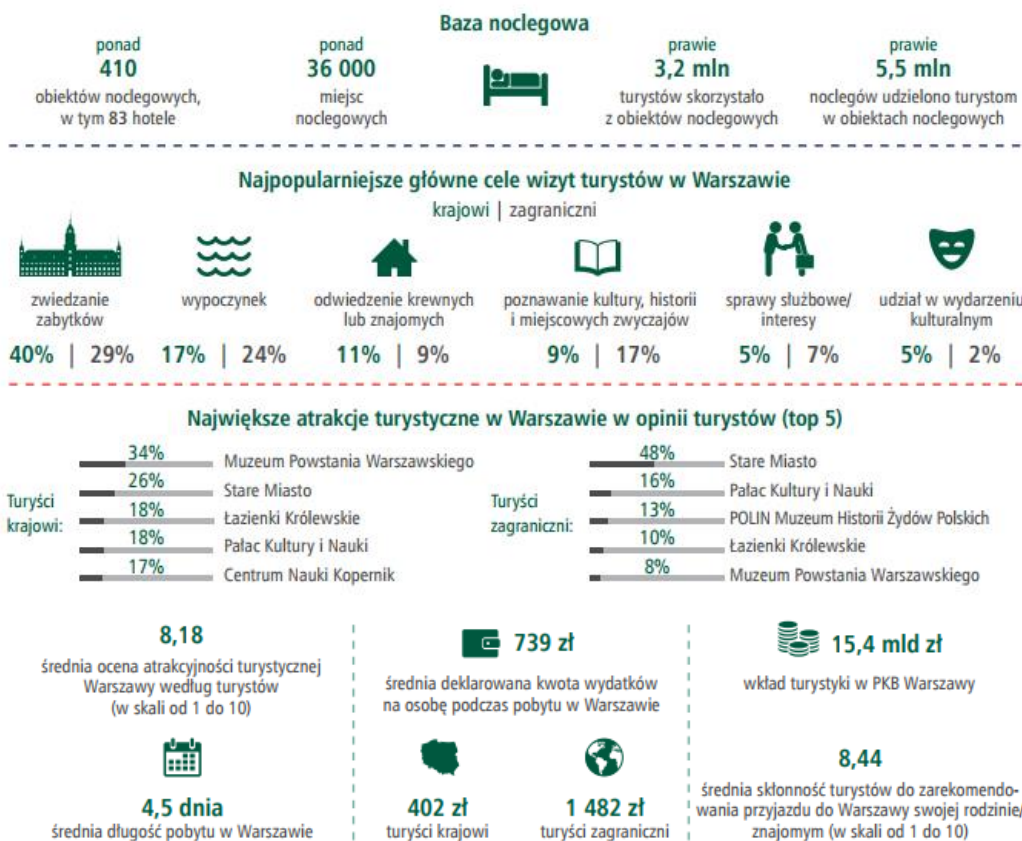 Baza noclegowa
ponad
410
obiektów noclegowych,
w tym 83 hotele
ponad
36 000
miejsc
noclegowych
prawie
3,2 mln
turystów skorzystało
z obiektów noclegowych
prawie
5,5 mln
noclegów udzielono turystom
w obiektach noclegowych
Najpopularniejsze główne cele wizyt turystów w Warszawie
krajowi | zagraniczni
zwiedzanie
zabytków
40% | 29%
wypoczynek
17% | 24%
odwiedzenie krewnych
lub znajomych
11% | 9%
poznawanie kultury, historii
i miejscowych zwyczajów
9% | 17%
sprawy służbowe/
interesy
5% | 7%
udział w wydarzeniu
kulturalnym
5% | 2%
Największe atrakcje turystyczne w Warszawie w opinii turystów (top 5)
Turyści
krajowi:
34% Muzeum Powstania Warszawskiego
26% Stare Miasto
18% Łazienki Królewskie
18% Pałac Kultury i Nauki
17% Centrum Nauki Kopernik
Turyści
zagraniczni:
48% Stare Miasto
16% Pałac Kultury i Nauki
13% POLIN Muzeum Historii Żydów Polskich
10% Łazienki Królewskie
8% Muzeum Powstania Warszawskiego
8,18
średnia ocena atrakcyjności turystycznej
Warszawy według turystów
(w skali od 1 do 10)
4,5 dnia
średnia długość pobytu w Warszawie
739 zł
średnia deklarowana kwota wydatków
na osobę podczas pobytu w Warszawie
402 zł
turyści krajowi
1 482 zł
turyści zagraniczni
15,4 mld zł
wkład turystyki w PKB Warszawy
8,44
średnia skłonność turystów do zarekomendo-
wania przyjazdu do Warszawy swojej rodzinie/
znajomym (w skali od 1 do 10)